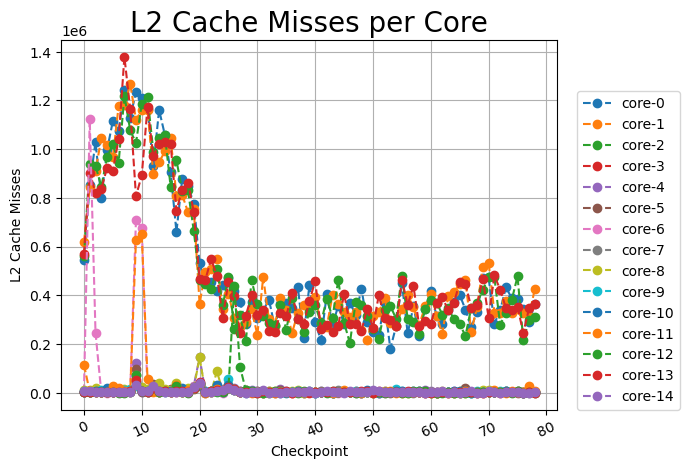 L2 Cache Misses per Core
1e6
1.4
1.2
1.0
0.8
0.6
0.4
0.2
0.0
L2 Cache Misses
0
10
20
30
40
50
60
70
80
Checkpoint
core-0
core-1
core-2
core-3
core-4
core-5
core-6
core-7
core-8
core-9
core-10
core-11
core-12
core-13
core-14